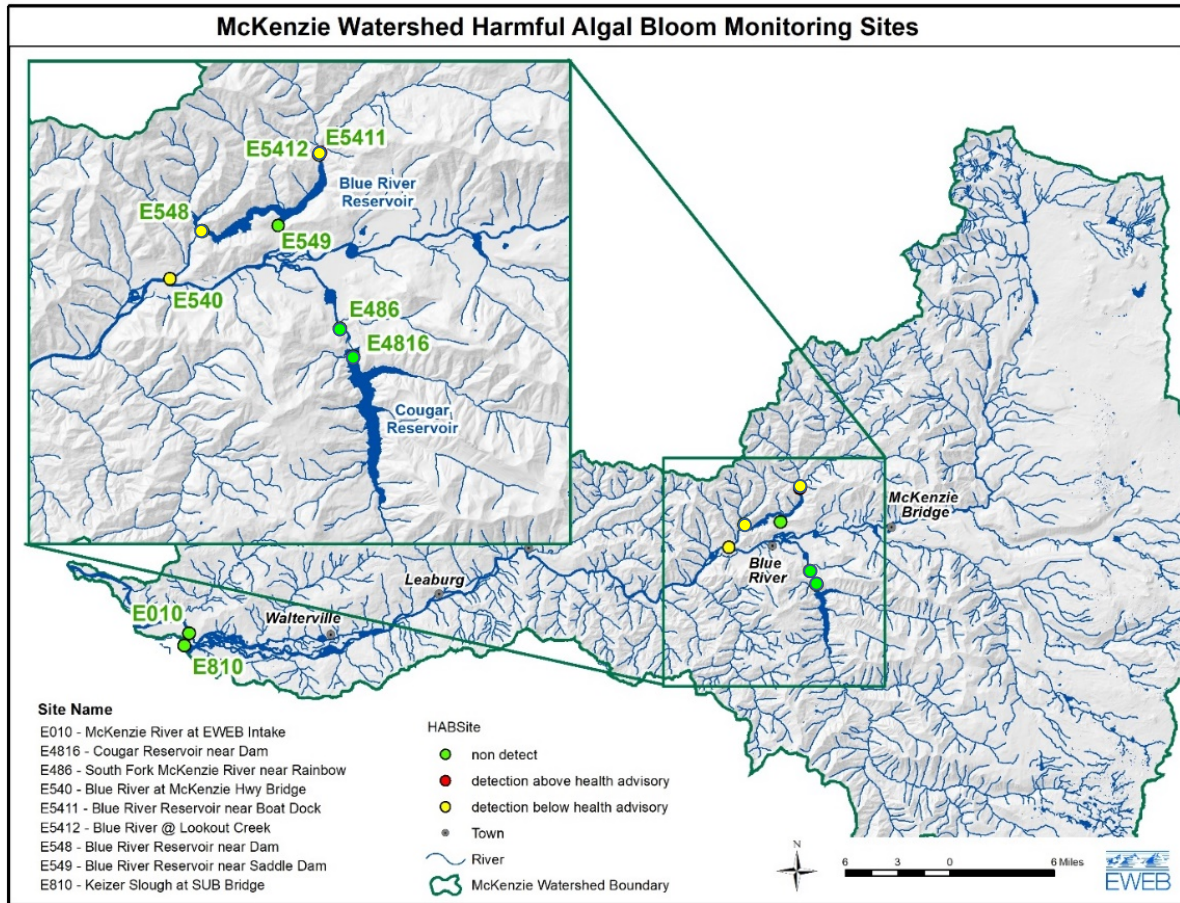 McKenzie Watershed Harmful Algal Bloom Monitoring Sites
E5412
E5411
Blue River
Reservoir
E548
E549
E540
E486
E4816
Cougar
Reservoir
McKenzie
Bridge
Blue
River
Leaburg
Walterville
E010
E810
Site Name
E010 - McKenzie River at EWEB Intake
E4816 - Cougar Reservoir near Dam
E486 - South Fork McKenzie River near Rainbow
E540 - Blue River at McKenzie Hwy Bridge
E5411 - Blue River Reservoir near Boat Dock
E5412 - Blue River @ Lookout Creek
E548 - Blue River Reservoir near Dam
E549 - Blue River Reservoir near Saddle Dam
E810 - Keizer Slough at SUB Bridge
HABSite
non detect
detection above health advisory
detection below health advisory
Town
River
McKenzie Watershed Boundary
N
6 3 0 6 Miles
EWEB